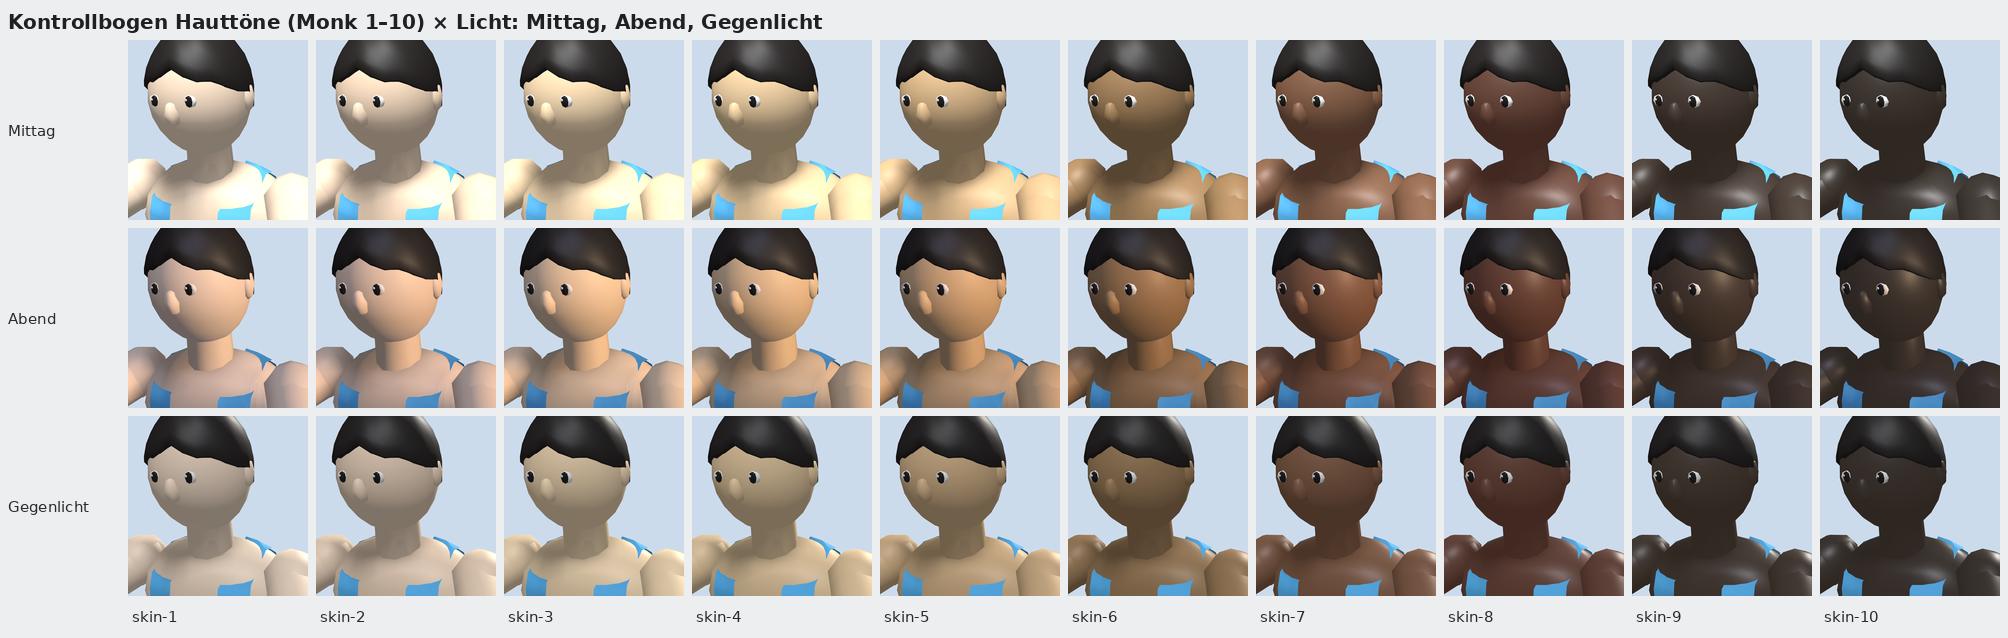 Kontrollbogen Hauttöne (Monk 1–10) × Licht: Mittag, Abend, Gegenlicht
Mittag
Abend
Gegenlicht
skin-1 skin-2 skin-3 skin-4 skin-5 skin-6 skin-7 skin-8 skin-9 skin-10